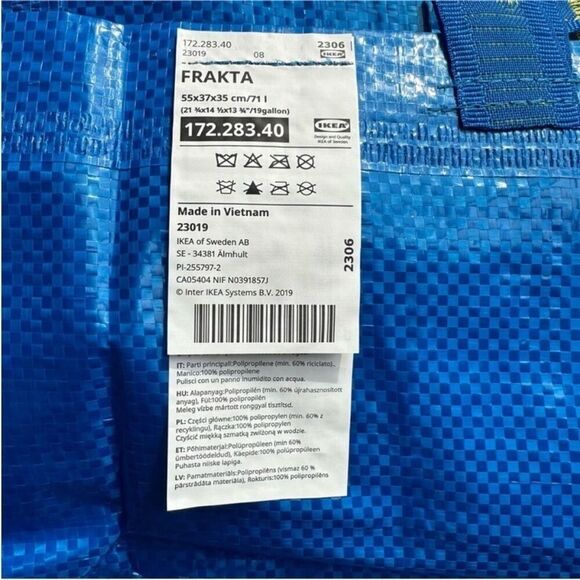 172.283.40 2306
23019 08 IKEA
FRAKTA
55x37x35 cm/71 l
(21 ¾x14 ½x13 ¾"/19gallon)
172.283.40 IKEA
Design and Quality
IKEA of Sweden
Made in Vietnam
23019
IKEA of Sweden AB
SE - 34381 Älmhult
PI-255797-2
CA05404 NIF N0391857J
© Inter IKEA Systems B.V. 2019
2306
IT: Parti principali:Polipropilene (min. 60% riciclato),
Manico:100% polipropilene
Pulisci con un panno inumidito con acqua.
HU: Alapanyag:Polipropilén (min. 60% újrahasznosított
anyag), Fül:100% polipropilén
Meleg vízbe mártott ronggyal tisztítsd.
PL: Części główne:100% polipropylen (min. 60% z
recyklingu), Rączka:100% polipropylen
Czyścić miękką szmatką zwilżoną w wodzie.
ET: Põhimaterjal:Polüpropüleen (min 60%
ümbertöödeldud), Käepide:100% polüpropüleen
Puhasta niiske lapiga.
LV: Pamatmateriāls:Polipropilēns (vismaz 60 %
pārstrādāta materiāla), Rokturis:100% polipropilēns